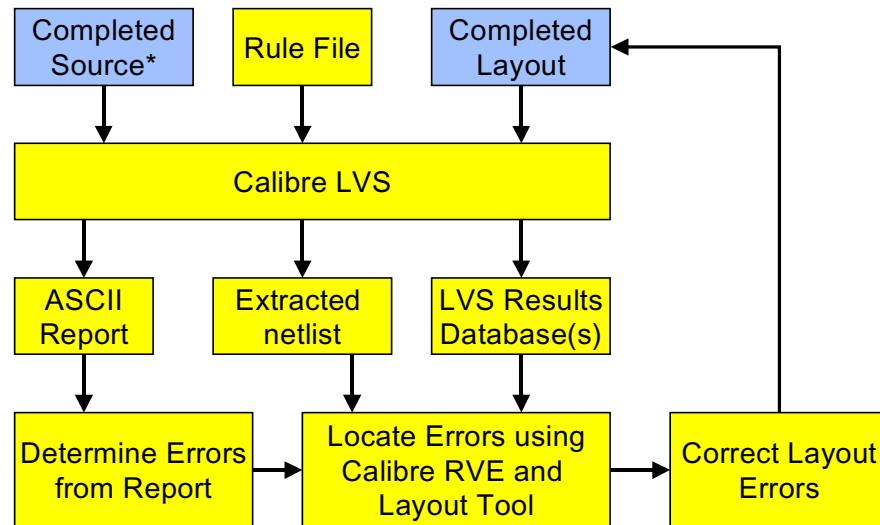 Completed
Source*
Rule File
Completed
Layout
Calibre LVS
ASCII
Report
Extracted
netlist
LVS Results
Database(s)
Determine Errors
from Report
Locate Errors using
Calibre RVE and
Layout Tool
Correct Layout
Errors